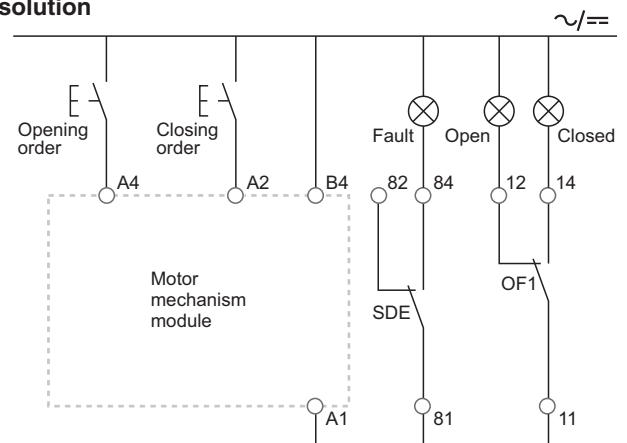 solution
~/⎓
Opening
order
Closing
order
Fault
Open
Closed
A4
A2
B4
82
84
12
14
Motor
mechanism
module
SDE
OF1
A1
81
11